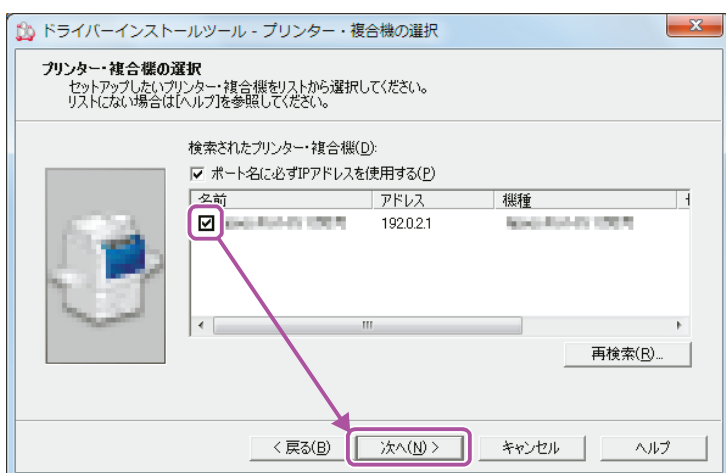 ドライバーインストールツール - プリンター・複合機の選択
プリンター・複合機の選択
セットアップしたいプリンター・複合機をリストから選択してください。
リストにない場合は[ヘルプ]を参照してください。
検索されたプリンター・複合機(D):
ポート名に必ずIPアドレスを使用する(P)
名前 アドレス 機種
192.0.2.1
再検索(R)...
< 戻る(B) 次へ(N) > キャンセル ヘルプ